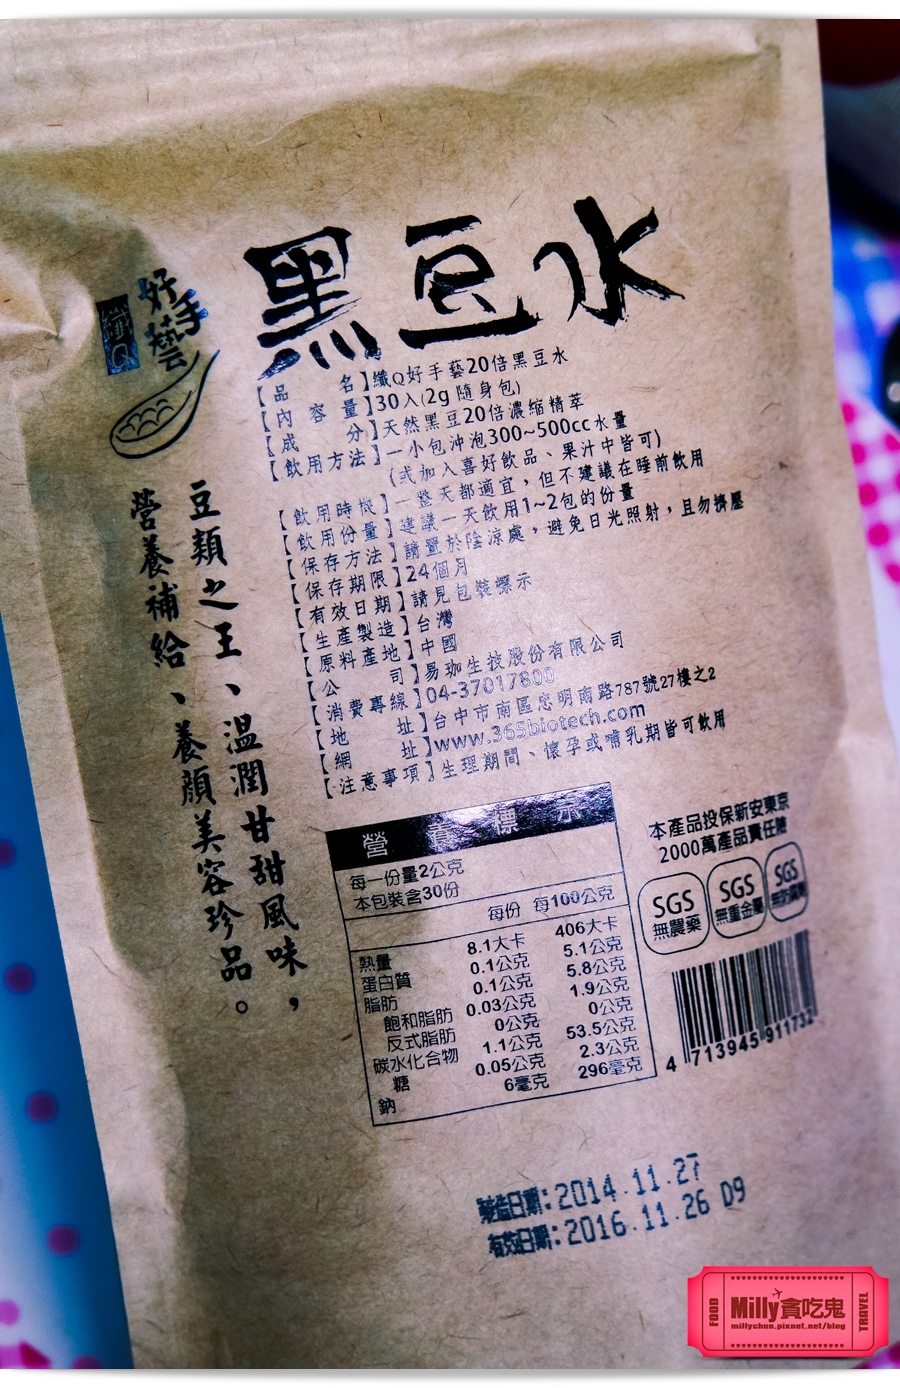 黑豆水
纖Q
好手藝
【品名】纖Q好手藝20倍黑豆水
【內容量】30入(2g 隨身包)
【成分】天然黑豆20倍濃縮精萃
【飲用方法】一小包沖泡300~500cc水量
(或加入喜好飲品、果汁中皆可)
【飲用時機】一整天都適宜，但不建議在睡前飲用
【飲用份量】建議一天飲用1~2包的份量
【保存方法】請置於陰涼處，避免日光照射，且勿擠壓
【保存期限】24個月
【有效日期】請見包裝標示
【生產製造】台灣
【原料產地】中國
【公司】易珈生技股份有限公司
【消費專線】04-37017800
【地址】台中市南區忠明南路787號27樓之2
【網址】www.365biotech.com
【注意事項】生理期間、懷孕或哺乳期皆可飲用
豆類之王、溫潤甘甜風味，
營養補給、養顏美容珍品。
營養標示
每一份量2公克
本包裝含30份
每份 每100公克
熱量 8.1大卡 406大卡
蛋白質 0.1公克 5.1公克
脂肪 0.1公克 5.8公克
飽和脂肪 0.03公克 1.9公克
反式脂肪 0公克 0公克
碳水化合物 1.1公克 53.5公克
糖 0.05公克 2.3公克
鈉 6毫克 296毫克
本產品投保新安東京
2000萬產品責任險
SGS 無農藥
SGS 無重金屬
SGS
4 713945 911732
製造日期:2014.11.27
有效日期:2016.11.26 D9
FOOD
Milly貪吃鬼
millychun.pixnet.net/blog
TRAVEL